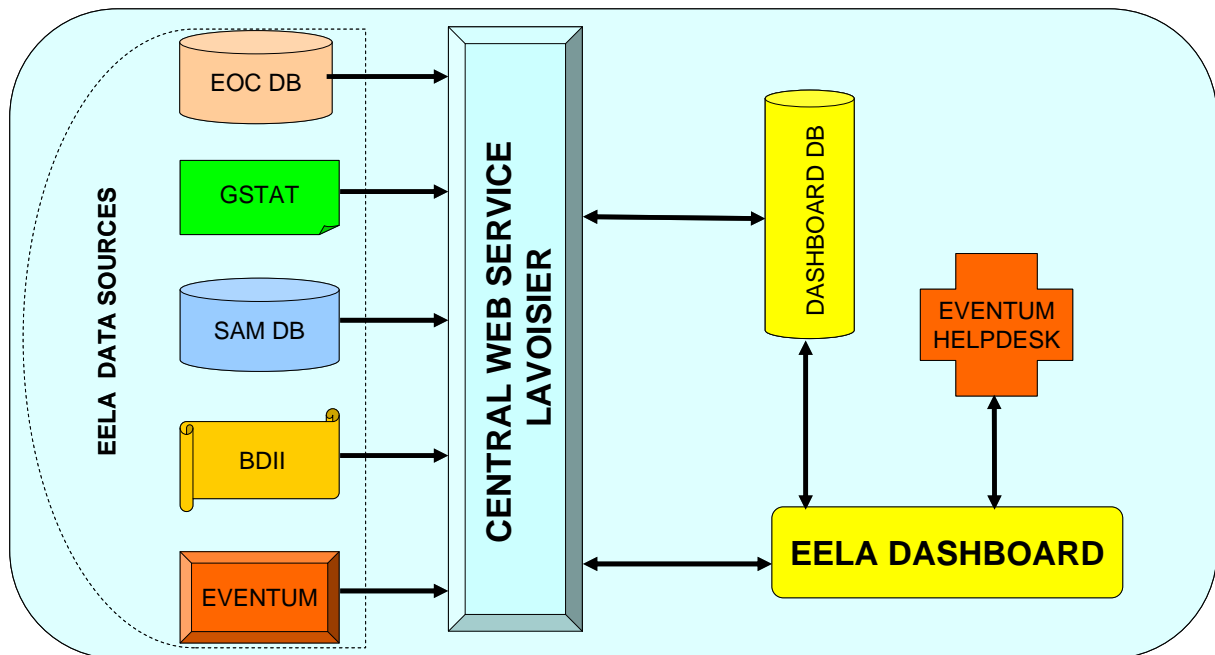 EELA DATA SOURCES
EOC DB
GSTAT
SAM DB
BDII
EVENTUM
CENTRAL WEB SERVICE
LAVOISIER
DASHBOARD DB
EVENTUM
HELPDESK
EELA DASHBOARD